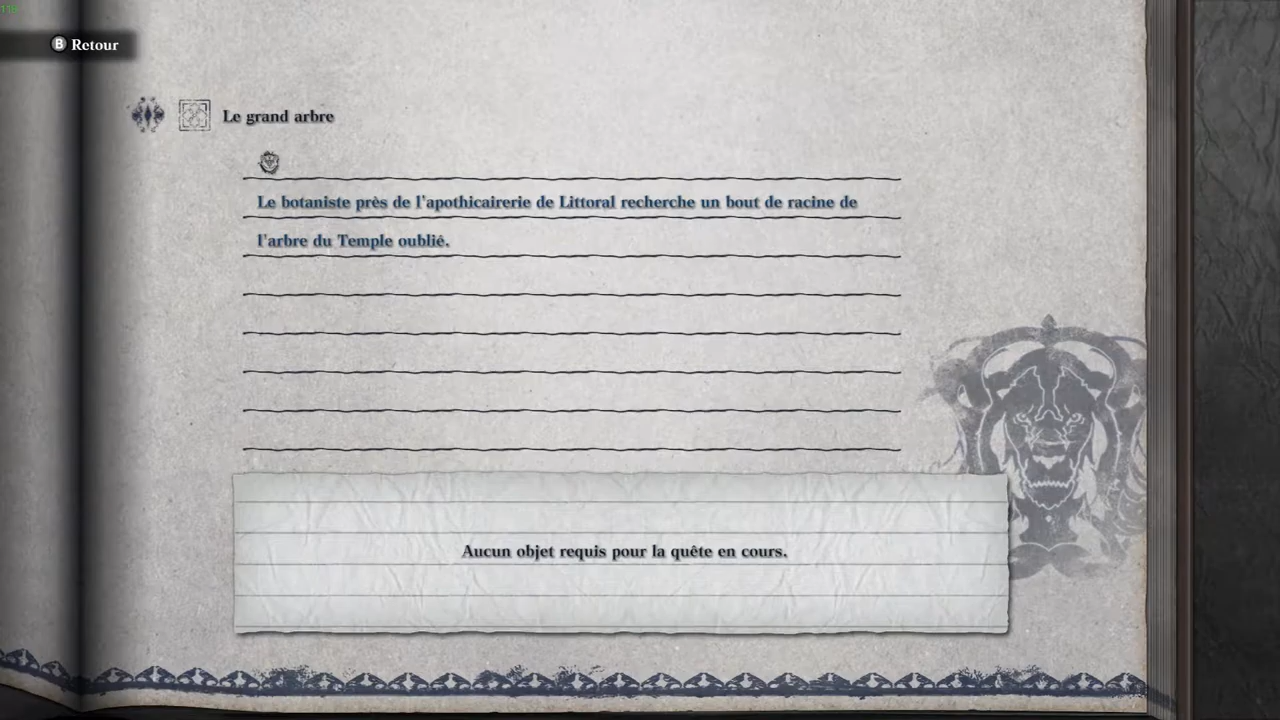 B Retour
Le grand arbre
Le botaniste près de l'apothicairerie de Littoral recherche un bout de racine de
l'arbre du Temple oublié.
Aucun objet requis pour la quête en cours.